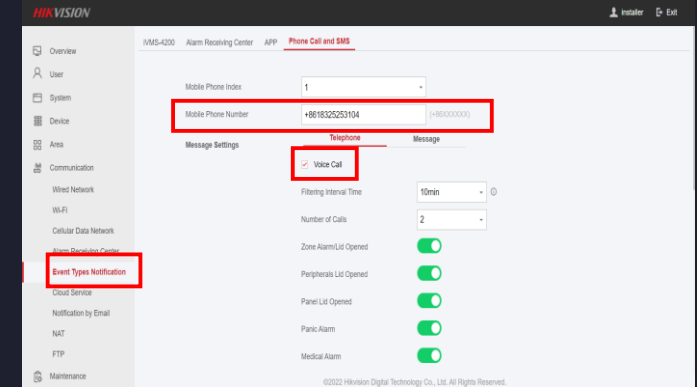 HIKVISION
Installer
Exit
Overview
User
System
Device
Area
Communication
Wired Network
Wi-Fi
Cellular Data Network
Alarm Receiving Center
Event Types Notification
Cloud Service
Notification by Email
NAT
FTP
Maintenance
iVMS-4200 Alarm Receiving Center APP Phone Call and SMS
Mobile Phone Index 1
Mobile Phone Number +8618325253104 (+86XXXXXX)
Message Settings Telephone Message
Voice Call
Filtering Interval Time 10min
Number of Calls 2
Zone Alarm/Lid Opened
Peripherals Lid Opened
Panel Lid Opened
Panic Alarm
Medical Alarm
©2022 Hikvision Digital Technology Co., Ltd. All Rights Reserved.